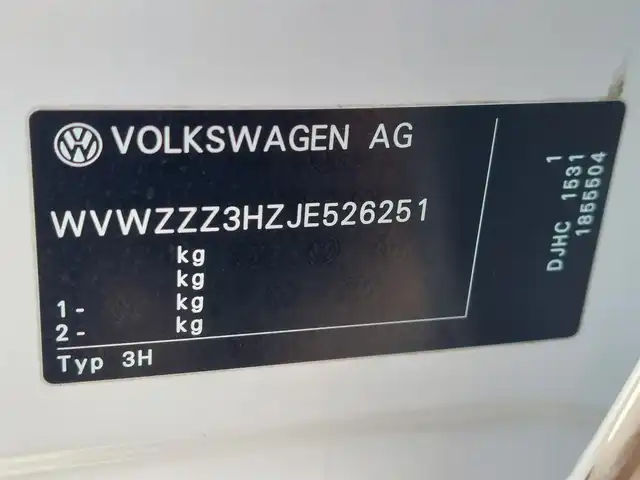 VOLKSWAGEN AG
WVWZZZ3HZJE526251
kg
kg
1- kg
2- kg
Typ 3H
1
DJHC 1531
1855504